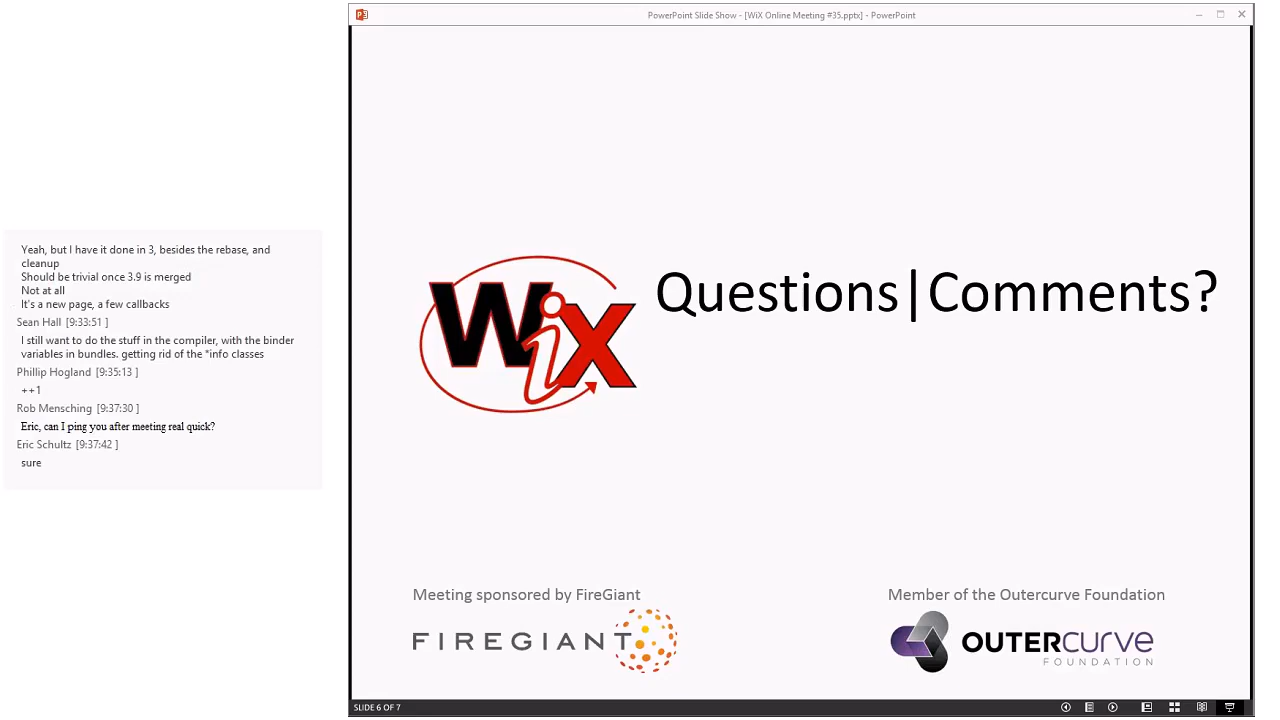 Yeah, but I have it done in 3, besides the rebase, and
cleanup
Should be trivial once 3.9 is merged
Not at all
It's a new page, a few callbacks
Sean Hall [9:33:51 ]
I still want to do the stuff in the compiler, with the binder
variables in bundles. getting rid of the *info classes
Phillip Hogland [9:35:13 ]
++1
Rob Mensching [9:37:30 ]
Eric, can I ping you after meeting real quick?
Eric Schultz [9:37:42 ]
sure
PowerPoint Slide Show - [WiX Online Meeting #35.pptx] - PowerPoint
WiX
Questions|Comments?
Meeting sponsored by FireGiant
FIREGIANT
Member of the Outercurve Foundation
OUTERCURVE
FOUNDATION
SLIDE 6 OF 7